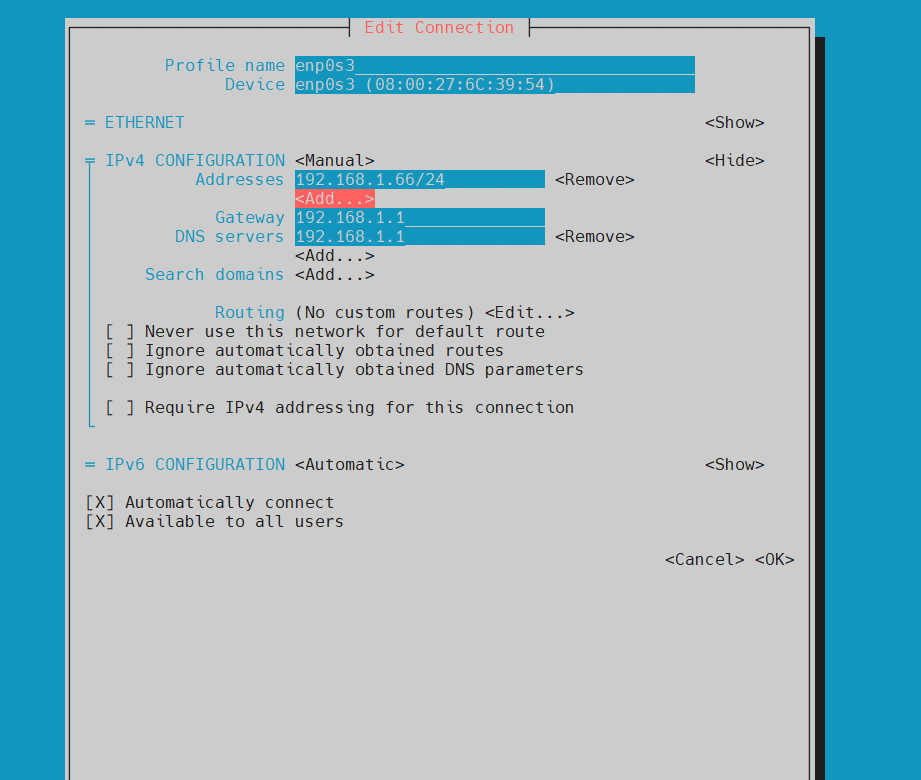 Edit Connection
Profile name enp0s3
Device enp0s3 (08:00:27:6C:39:54)
= ETHERNET <Show>
IPv4 CONFIGURATION <Manual> <Hide>
Addresses 192.168.1.66/24 <Remove>
<Add...>
Gateway 192.168.1.1
DNS servers 192.168.1.1 <Remove>
<Add...>
Search domains <Add...>
Routing (No custom routes) <Edit...>
[ ] Never use this network for default route
[ ] Ignore automatically obtained routes
[ ] Ignore automatically obtained DNS parameters
[ ] Require IPv4 addressing for this connection
= IPv6 CONFIGURATION <Automatic> <Show>
[X] Automatically connect
[X] Available to all users
<Cancel> <OK>